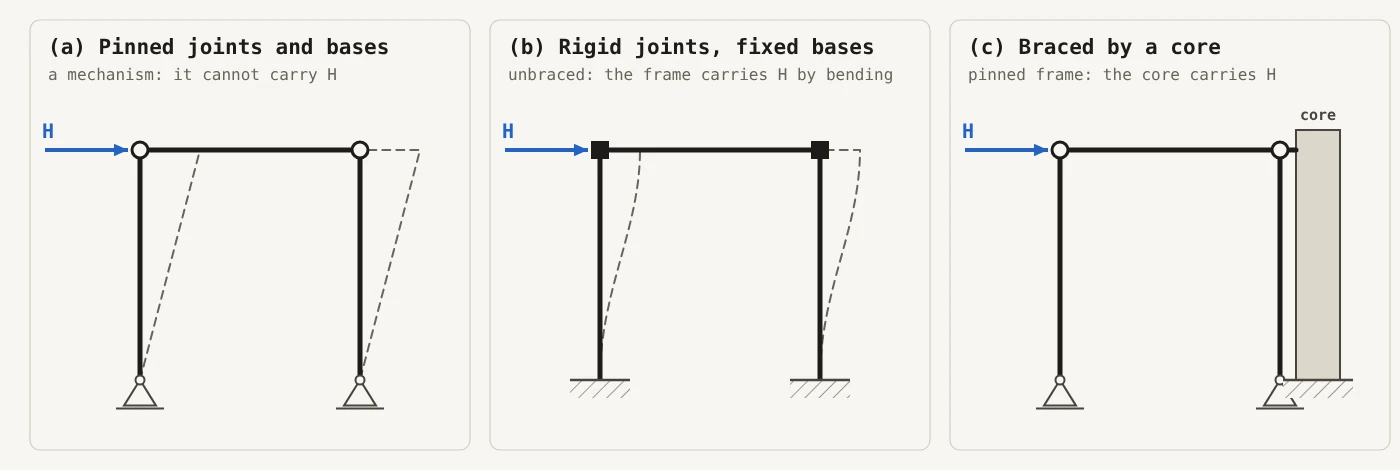 (a) Pinned joints and bases
a mechanism: it cannot carry H
H
(b) Rigid joints, fixed bases
unbraced: the frame carries H by bending
H
(c) Braced by a core
pinned frame: the core carries H
core
H